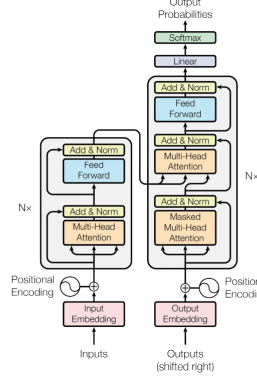 Output
Probabilities
Softmax
Linear
Add & Norm
Feed
Forward
Add & Norm
Multi-Head
Attention
Add & Norm
Masked
Multi-Head
Attention
N×
Add & Norm
Feed
Forward
Add & Norm
Multi-Head
Attention
N×
Positional
Encoding
Input
Embedding
Output
Embedding
Inputs
Outputs
(shifted right)